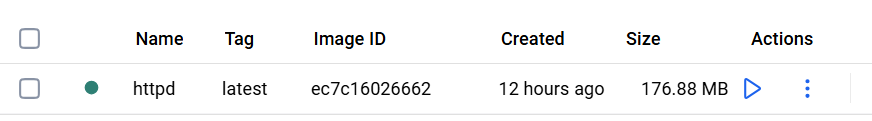 Name Tag Image ID Created Size Actions
httpd latest ec7c16026662 12 hours ago 176.88 MB